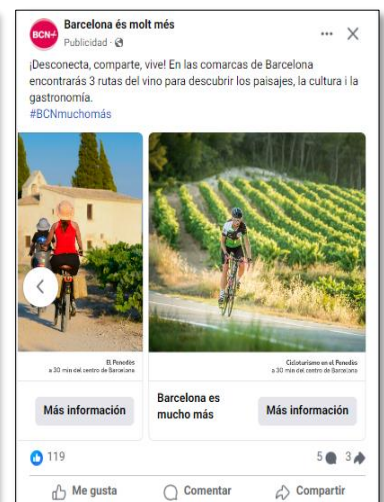 BCN+
Barcelona és molt més
Publicidad
¡Desconecta, comparte, vive! En las comarcas de Barcelona
encontrarás 3 rutas del vino para descubrir los paisajes, la cultura i la
gastronomía.
#BCNmuchomás
El Penedès
a 30 min del centro de Barcelona
Cicloturismo en el Penedès
a 30 min del centro de Barcelona
Más información
Barcelona es
mucho más
Más información
119
5
3
Me gusta
Comentar
Compartir